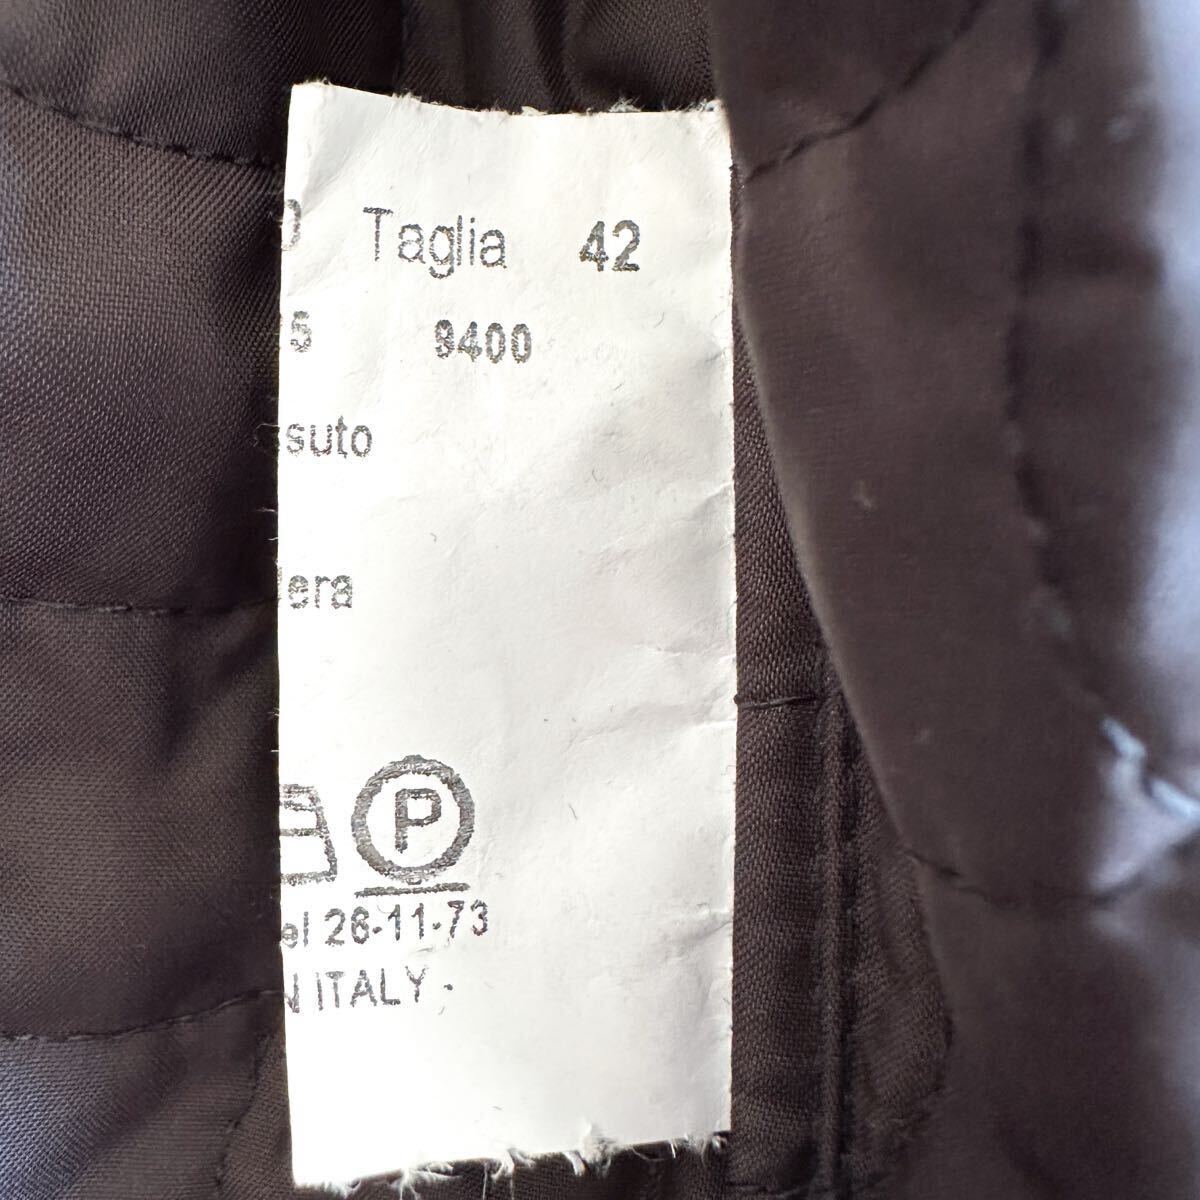 Taglia 42
5 9400
suto
era
P
el 26-11-73
N ITALY-